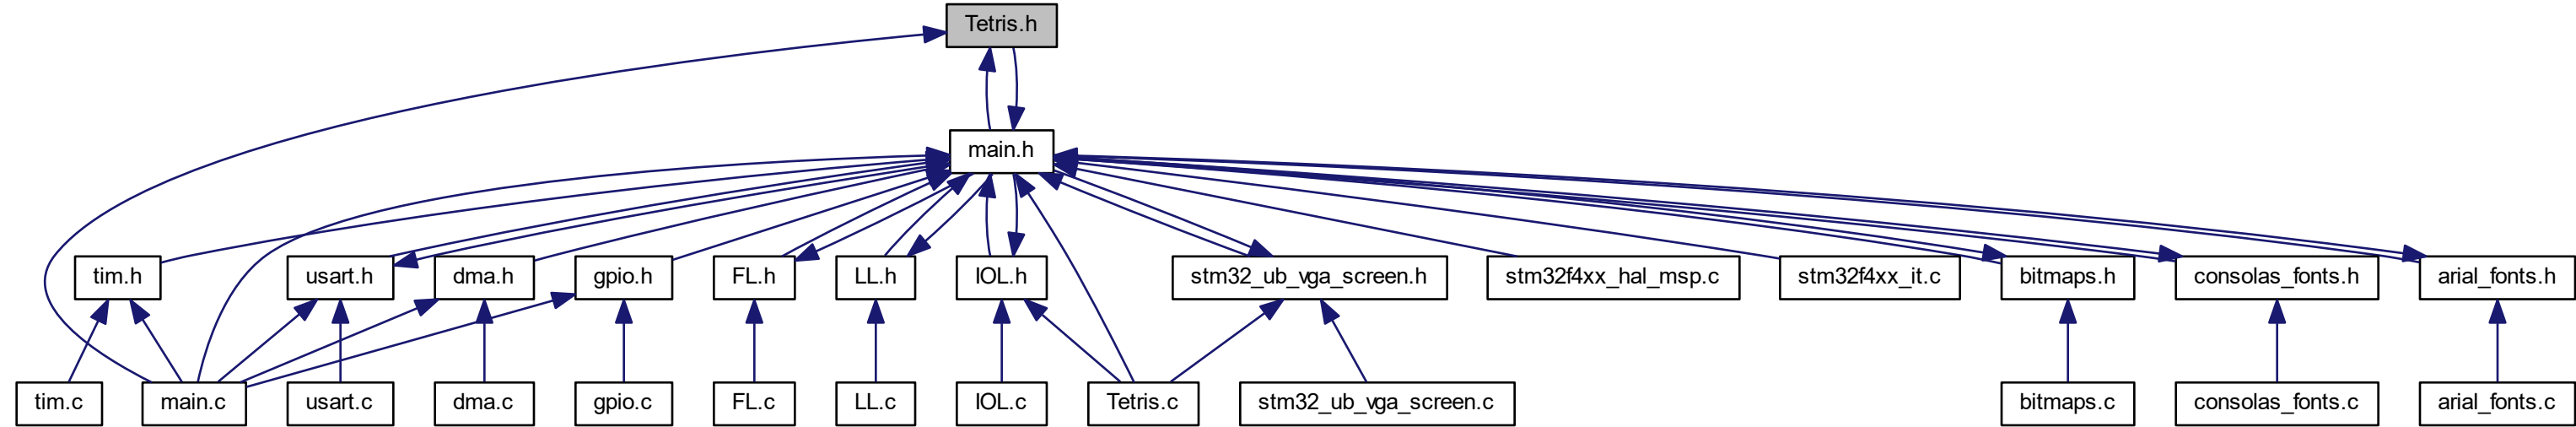 Tetris.h
main.h
tim.h
usart.h
dma.h
gpio.h
FL.h
LL.h
IOL.h
stm32_ub_vga_screen.h
stm32f4xx_hal_msp.c
stm32f4xx_it.c
bitmaps.h
consolas_fonts.h
arial_fonts.h
tim.c
main.c
usart.c
dma.c
gpio.c
FL.c
LL.c
IOL.c
Tetris.c
stm32_ub_vga_screen.c
bitmaps.c
consolas_fonts.c
arial_fonts.c